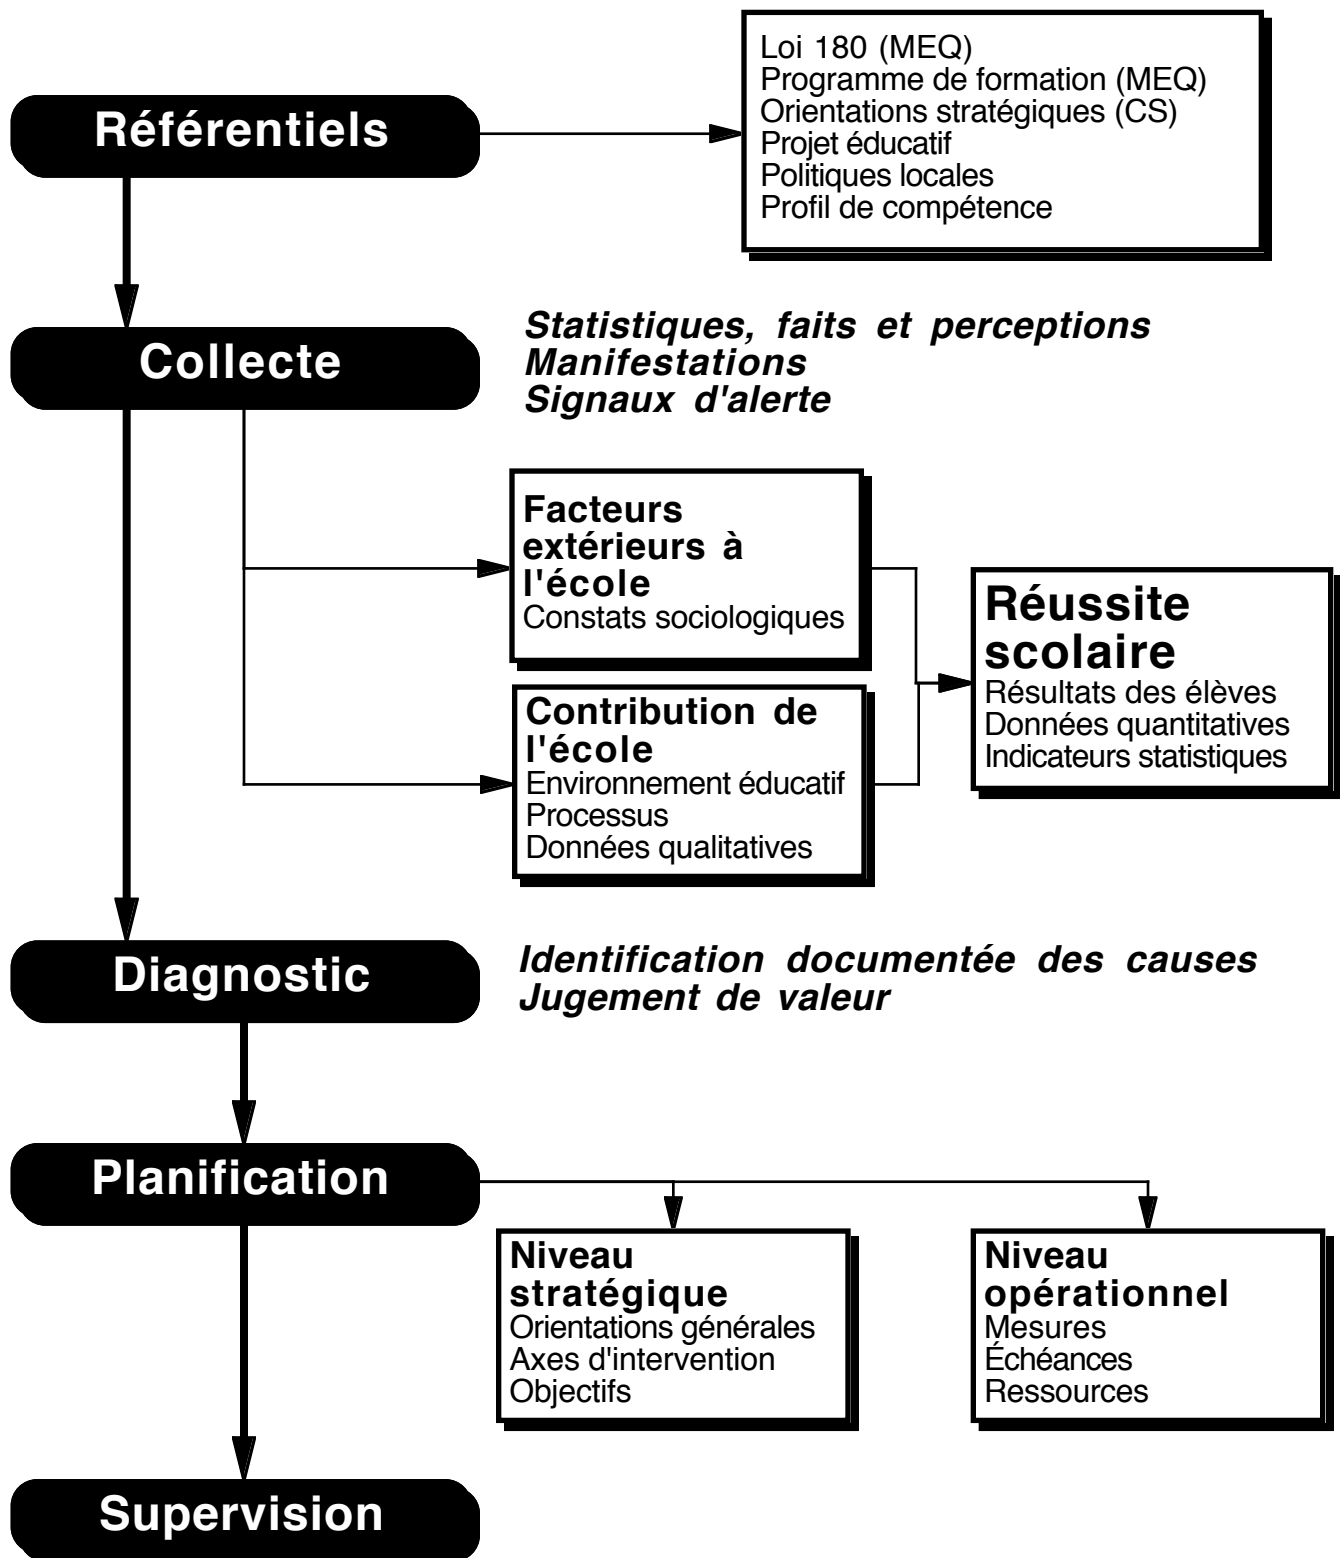 Référentiels
Loi 180 (MEQ)
Programme de formation (MEQ)
Orientations stratégiques (CS)
Projet éducatif
Politiques locales
Profil de compétence
Collecte
Statistiques, faits et perceptions
Manifestations
Signaux d'alerte
Facteurs
extérieurs à
l'école
Constats sociologiques
Contribution de
l'école
Environnement éducatif
Processus
Données qualitatives
Réussite
scolaire
Résultats des élèves
Données quantitatives
Indicateurs statistiques
Diagnostic
Identification documentée des causes
Jugement de valeur
Planification
Niveau
stratégique
Orientations générales
Axes d'intervention
Objectifs
Niveau
opérationnel
Mesures
Échéances
Ressources
Supervision